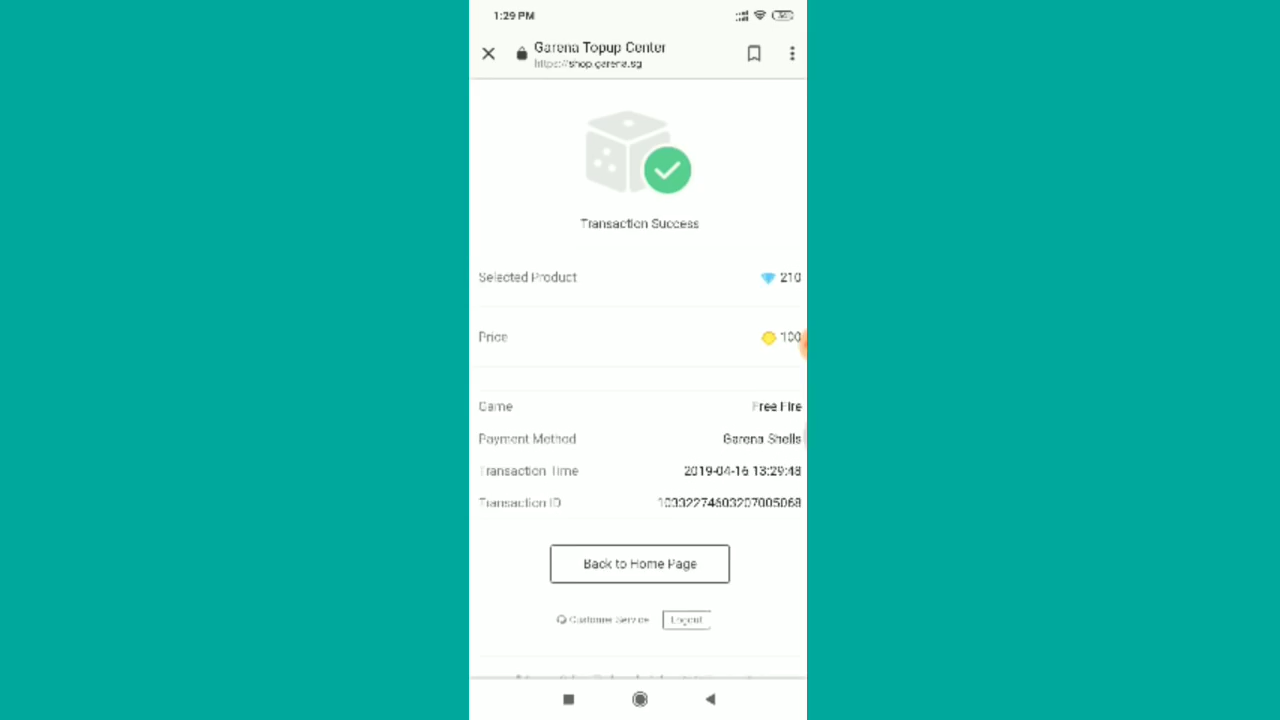 1:29 PM
Garena Topup Center
https://shop.garena.sg
Transaction Success
Selected Product 210
Price 100
Game Free Fire
Payment Method Garena Shells
Transaction Time 2019-04-16 13:29:48
Transaction ID 10332274603207005068
Back to Home Page
Customer Service Logout